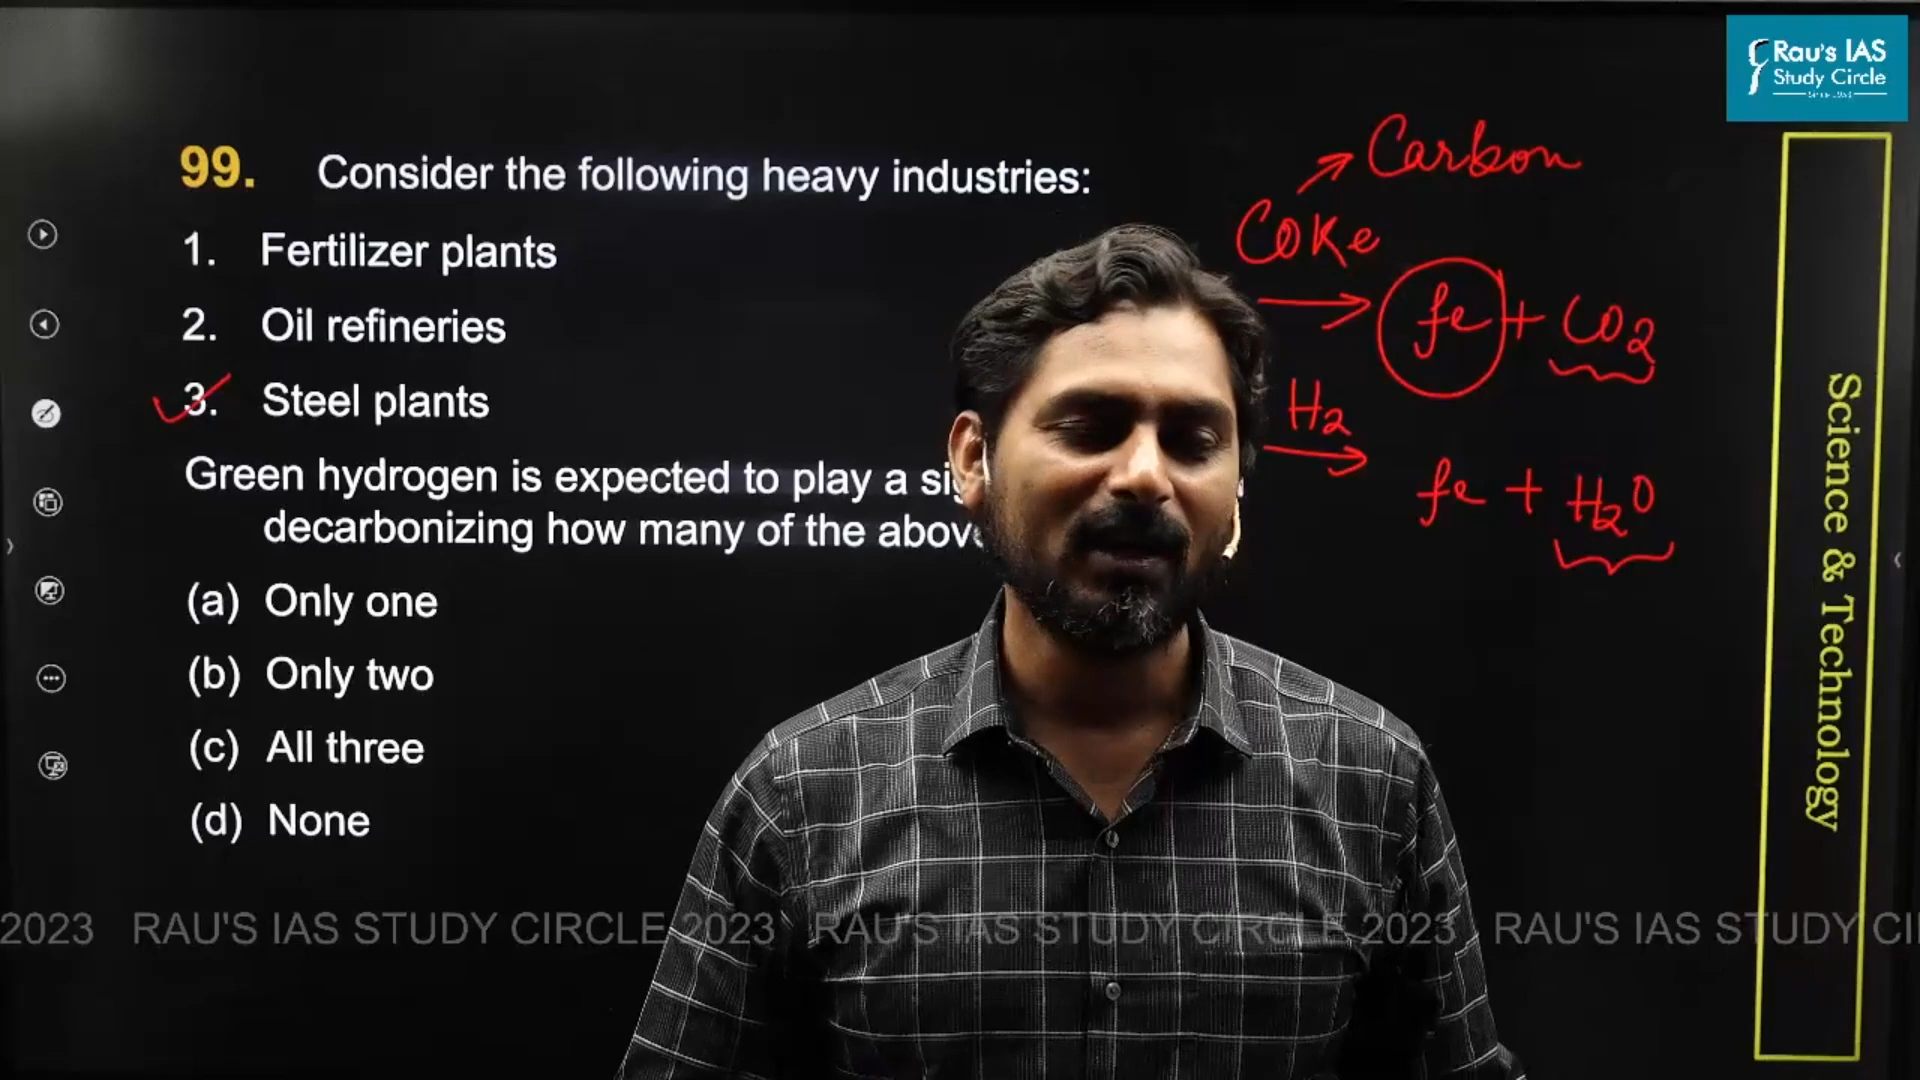 Rau's IAS
Study Circle
99. Consider the following heavy industries:
1. Fertilizer plants
2. Oil refineries
3. Steel plants
Green hydrogen is expected to play a
decarbonizing how many of the
(a) Only one
(b) Only two
(c) All three
(d) None
Carbon
Coke
fe + CO2
H2
fe + H2O
Science & Technology
2023 RAU'S IAS STUDY CIRCLE 2023 RAU'S IAS STUDY CIRCLE 2023 RAU'S IAS STUDY